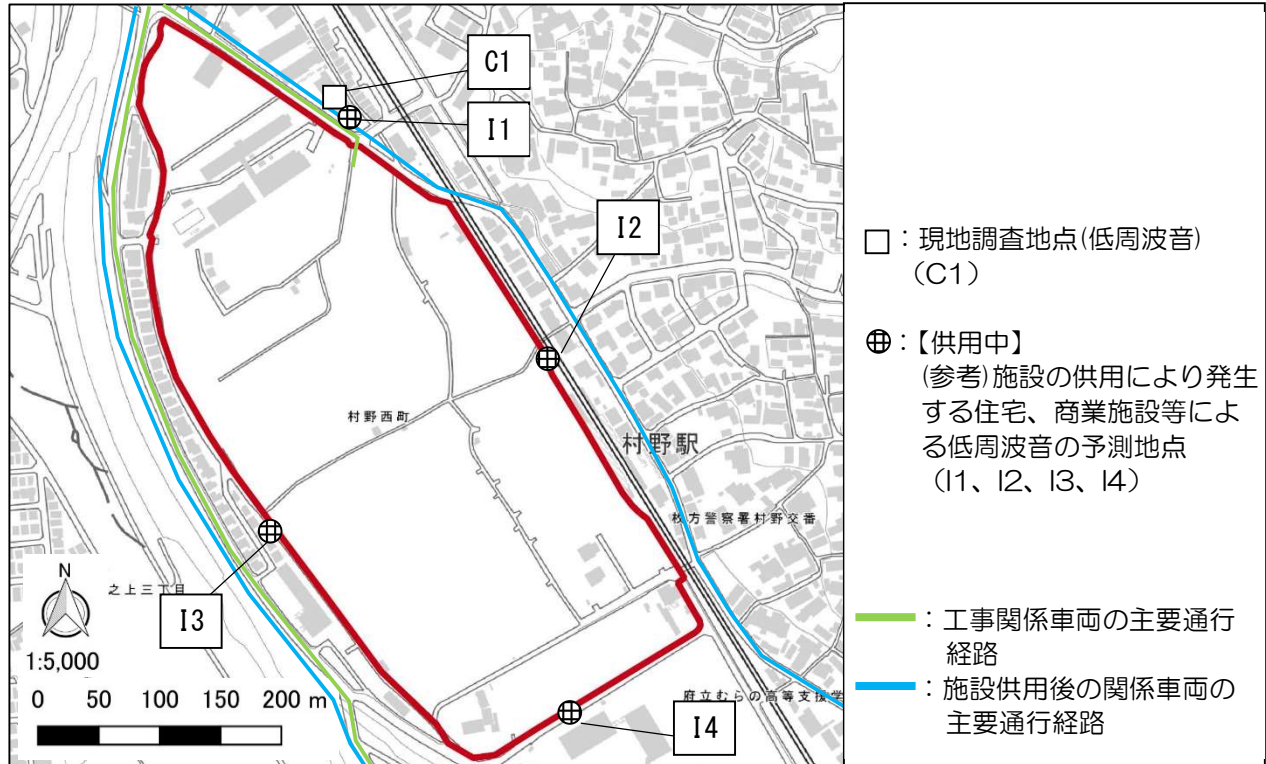 C1
I1
I2
村野西町
村野駅
枚方警察署村野交番
I3
之上三丁目
N
1:5,000
0 50 100 150 200 m
府立むらの高等支援学
I4
□：現地調査地点(低周波音)
（C1）
：【供用中】
(参考)施設の供用により発生
する住宅、商業施設等によ
る低周波音の予測地点
（I1、I2、I3、I4）
：工事関係車両の主要通行
経路
：施設供用後の関係車両の
主要通行経路